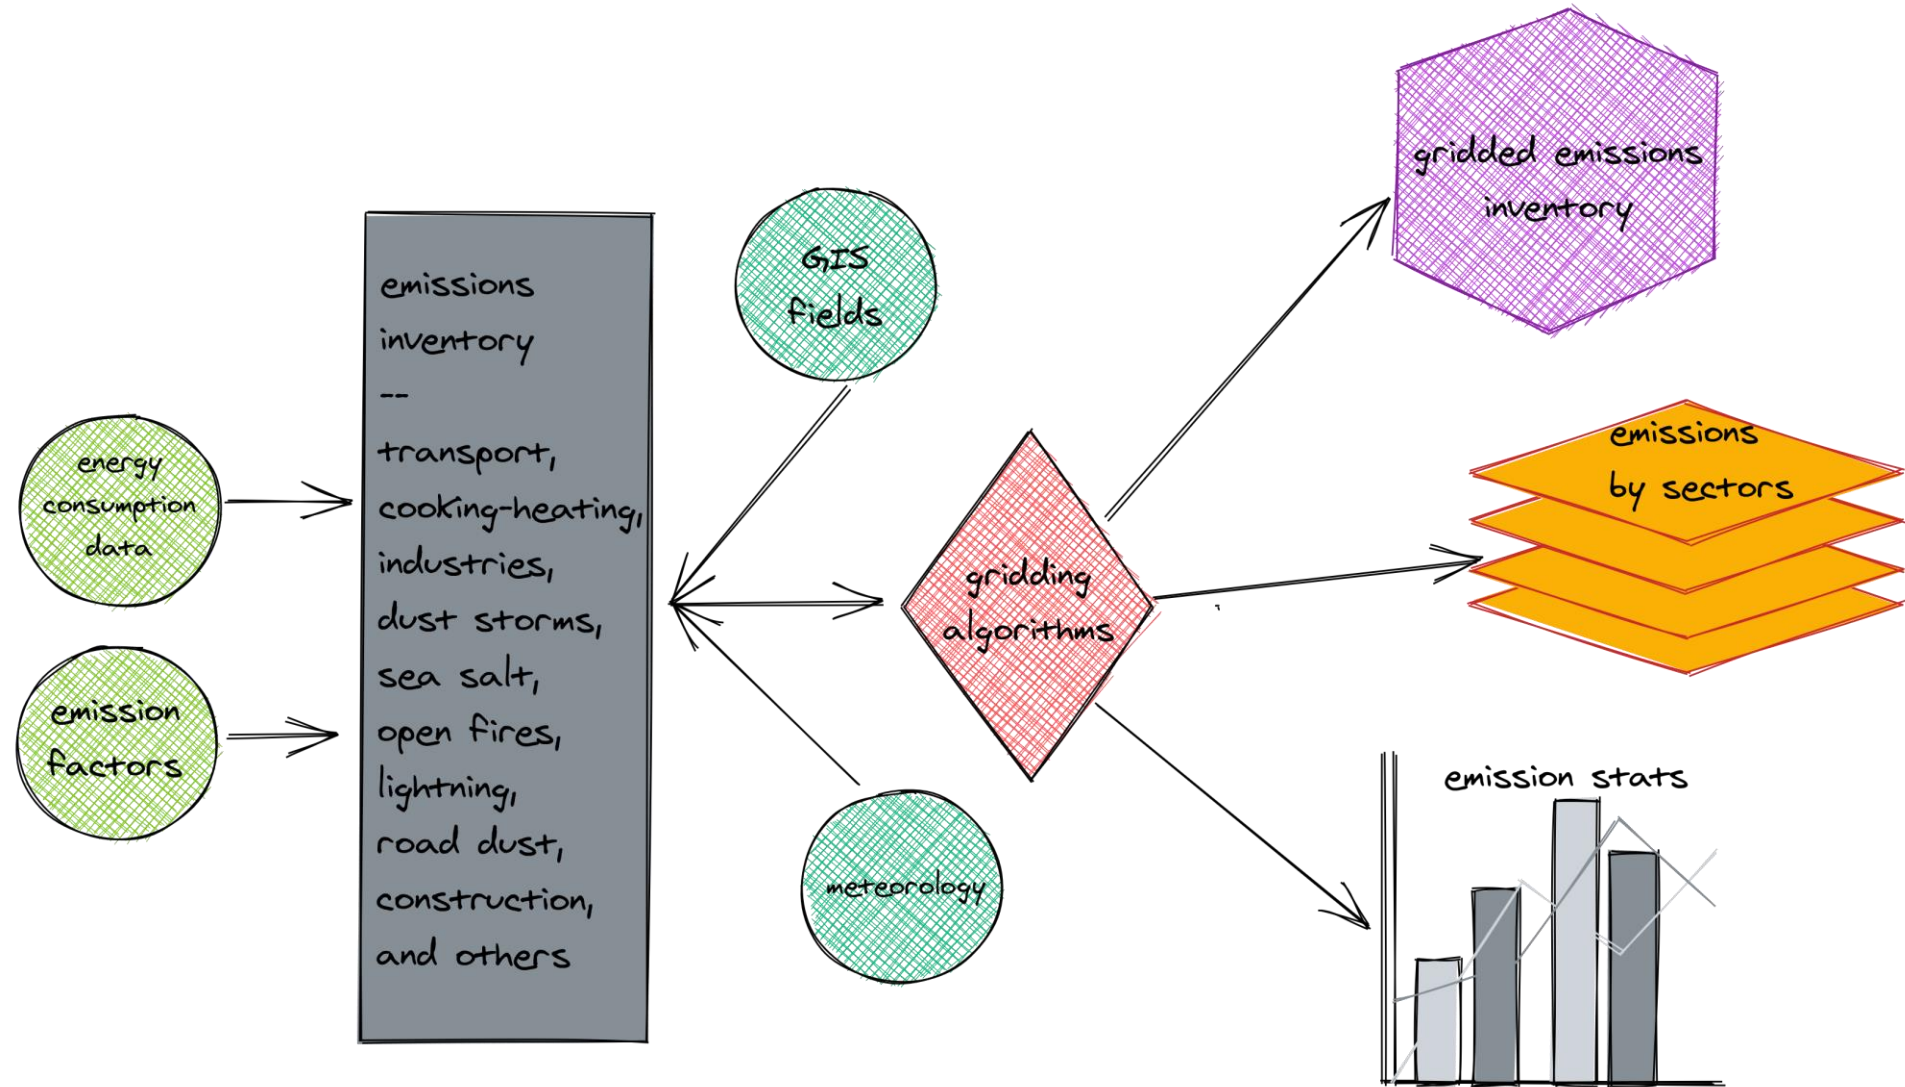 energy
consumption
data
emission
factors
emissions
inventory
--
transport,
cooking-heating,
industries,
dust storms,
sea salt,
open fires,
lightning,
road dust,
construction,
and others
GIS
fields
meteorology
gridding
algorithms
gridded emissions
inventory
emissions
by sectors
emission stats